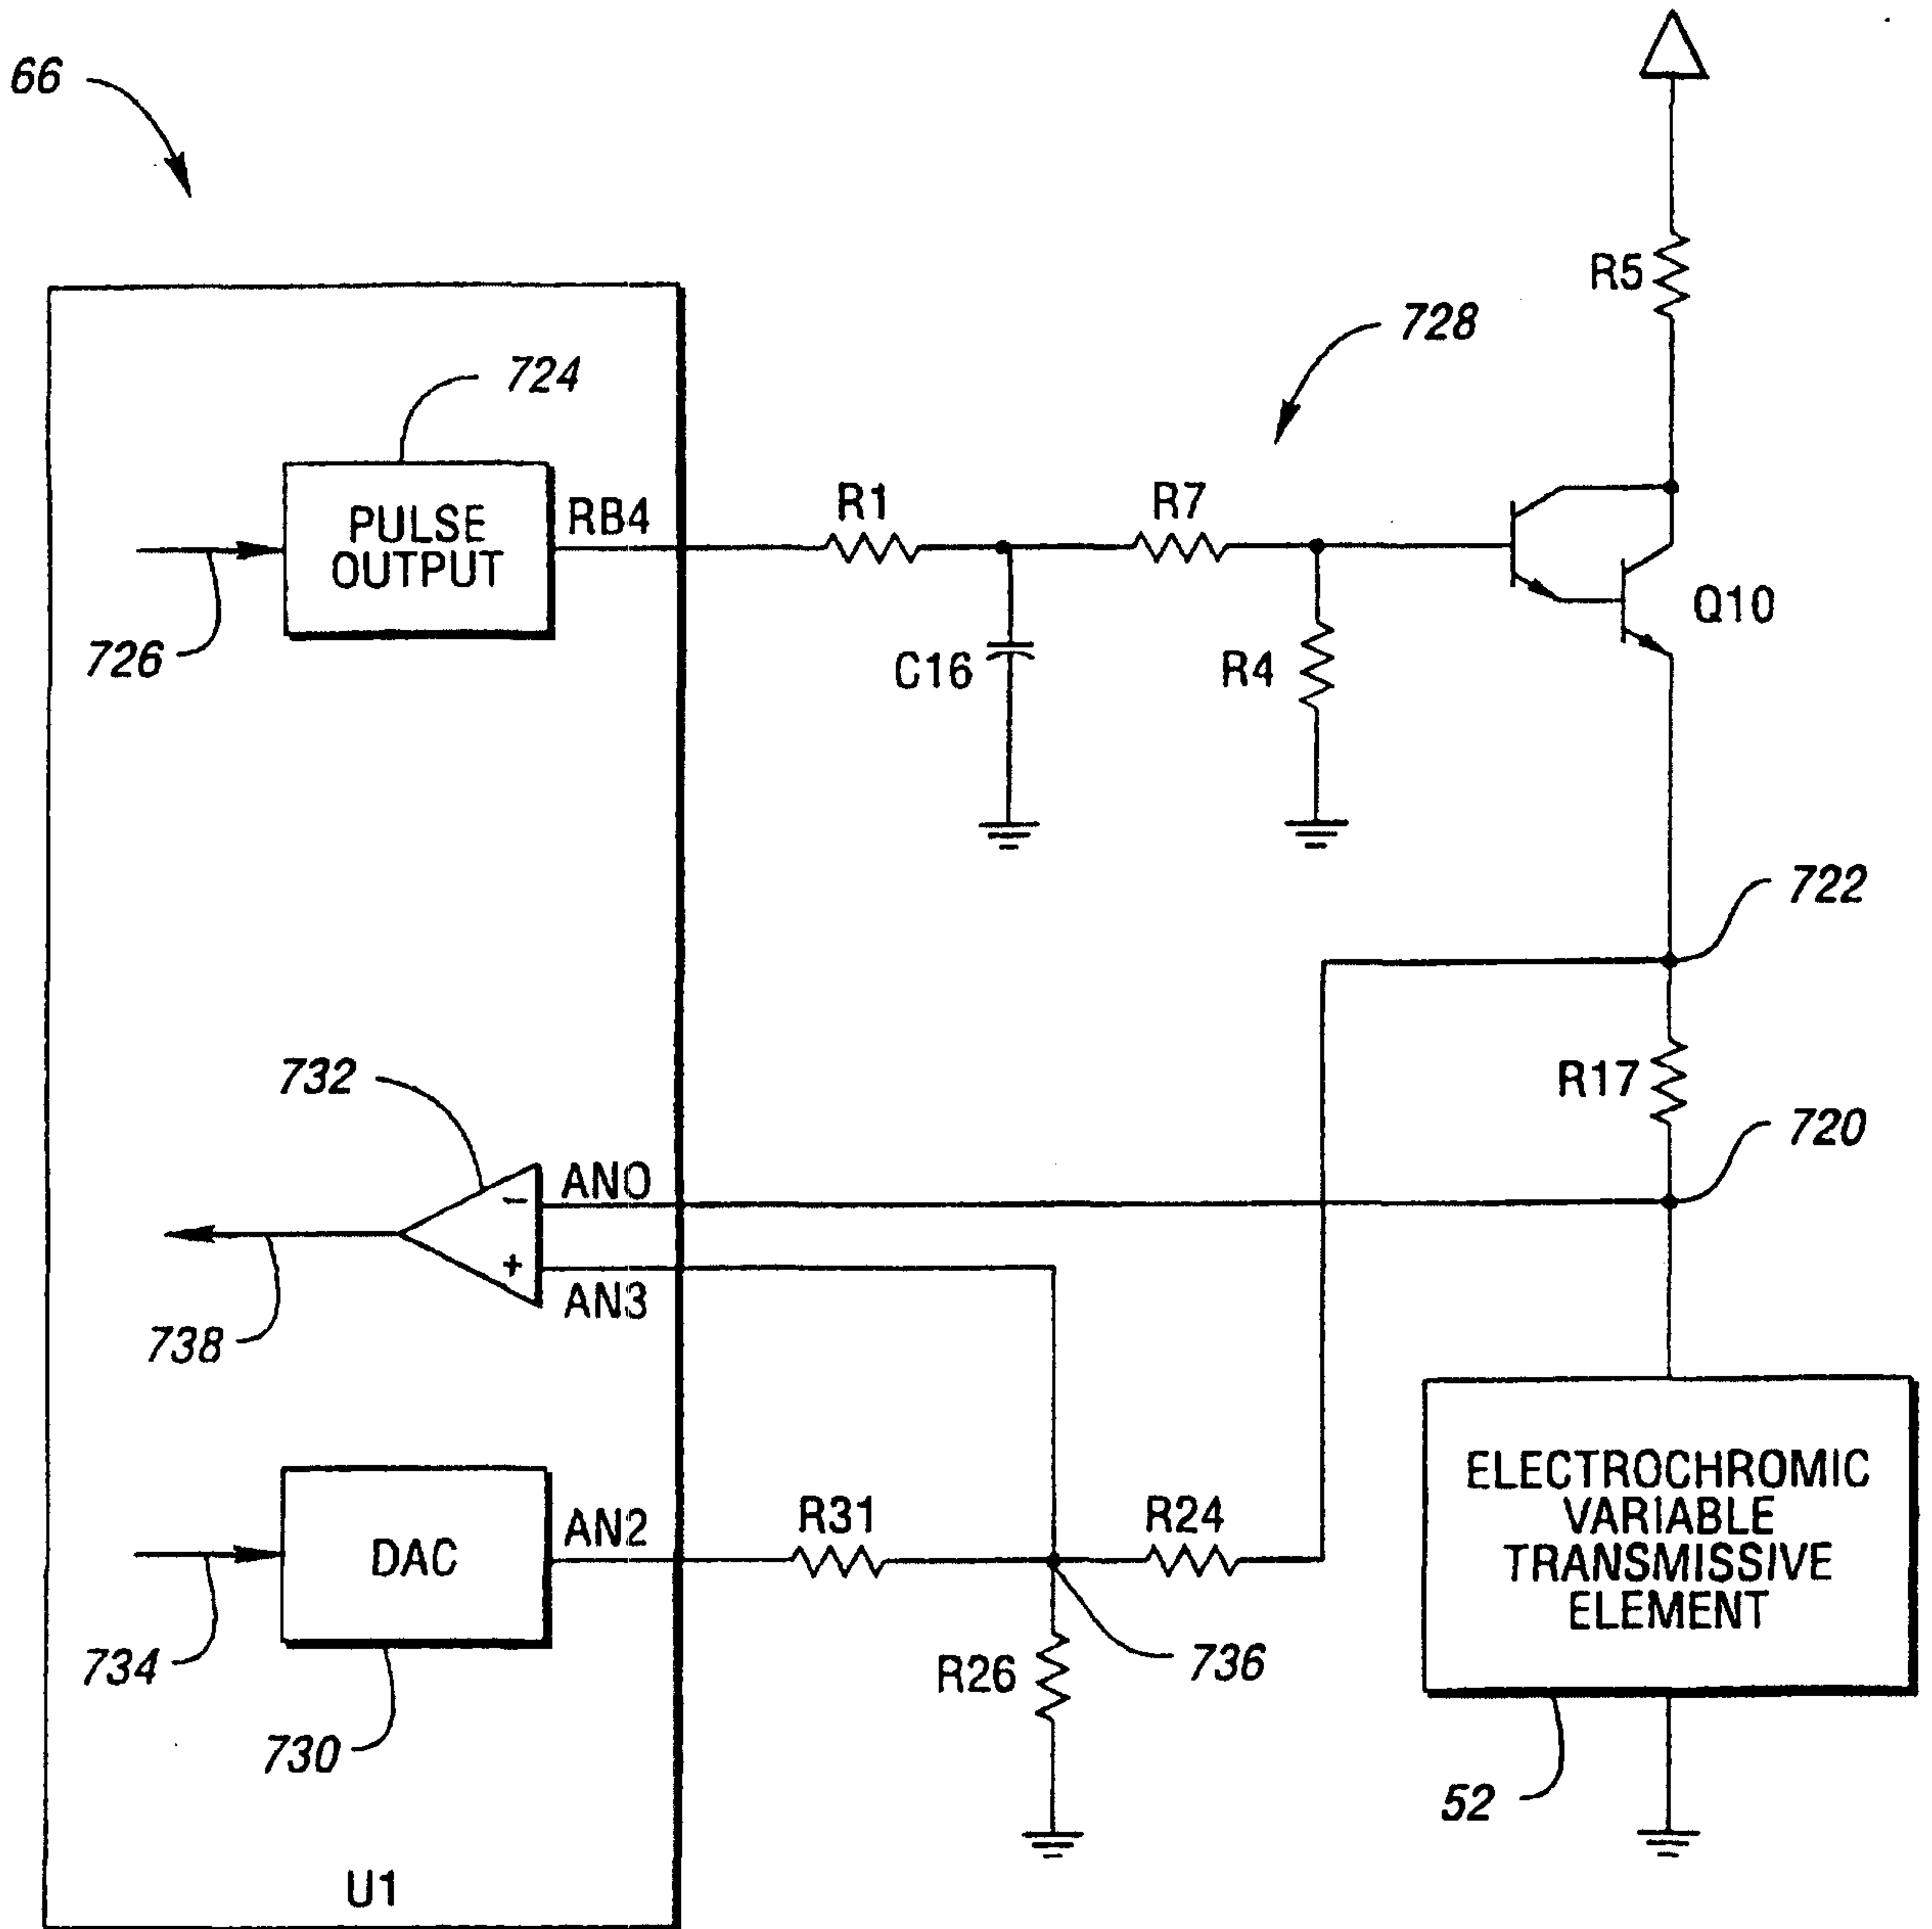 66
R5
728
724
PULSE
OUTPUT
RB4
R1
R7
Q10
726
C16
R4
722
732
R17
720
AN0
−
+
AN3
738
ELECTROCHROMIC
VARIABLE
TRANSMISSIVE
ELEMENT
DAC
AN2
R31
R24
734
730
R26
736
52
U1